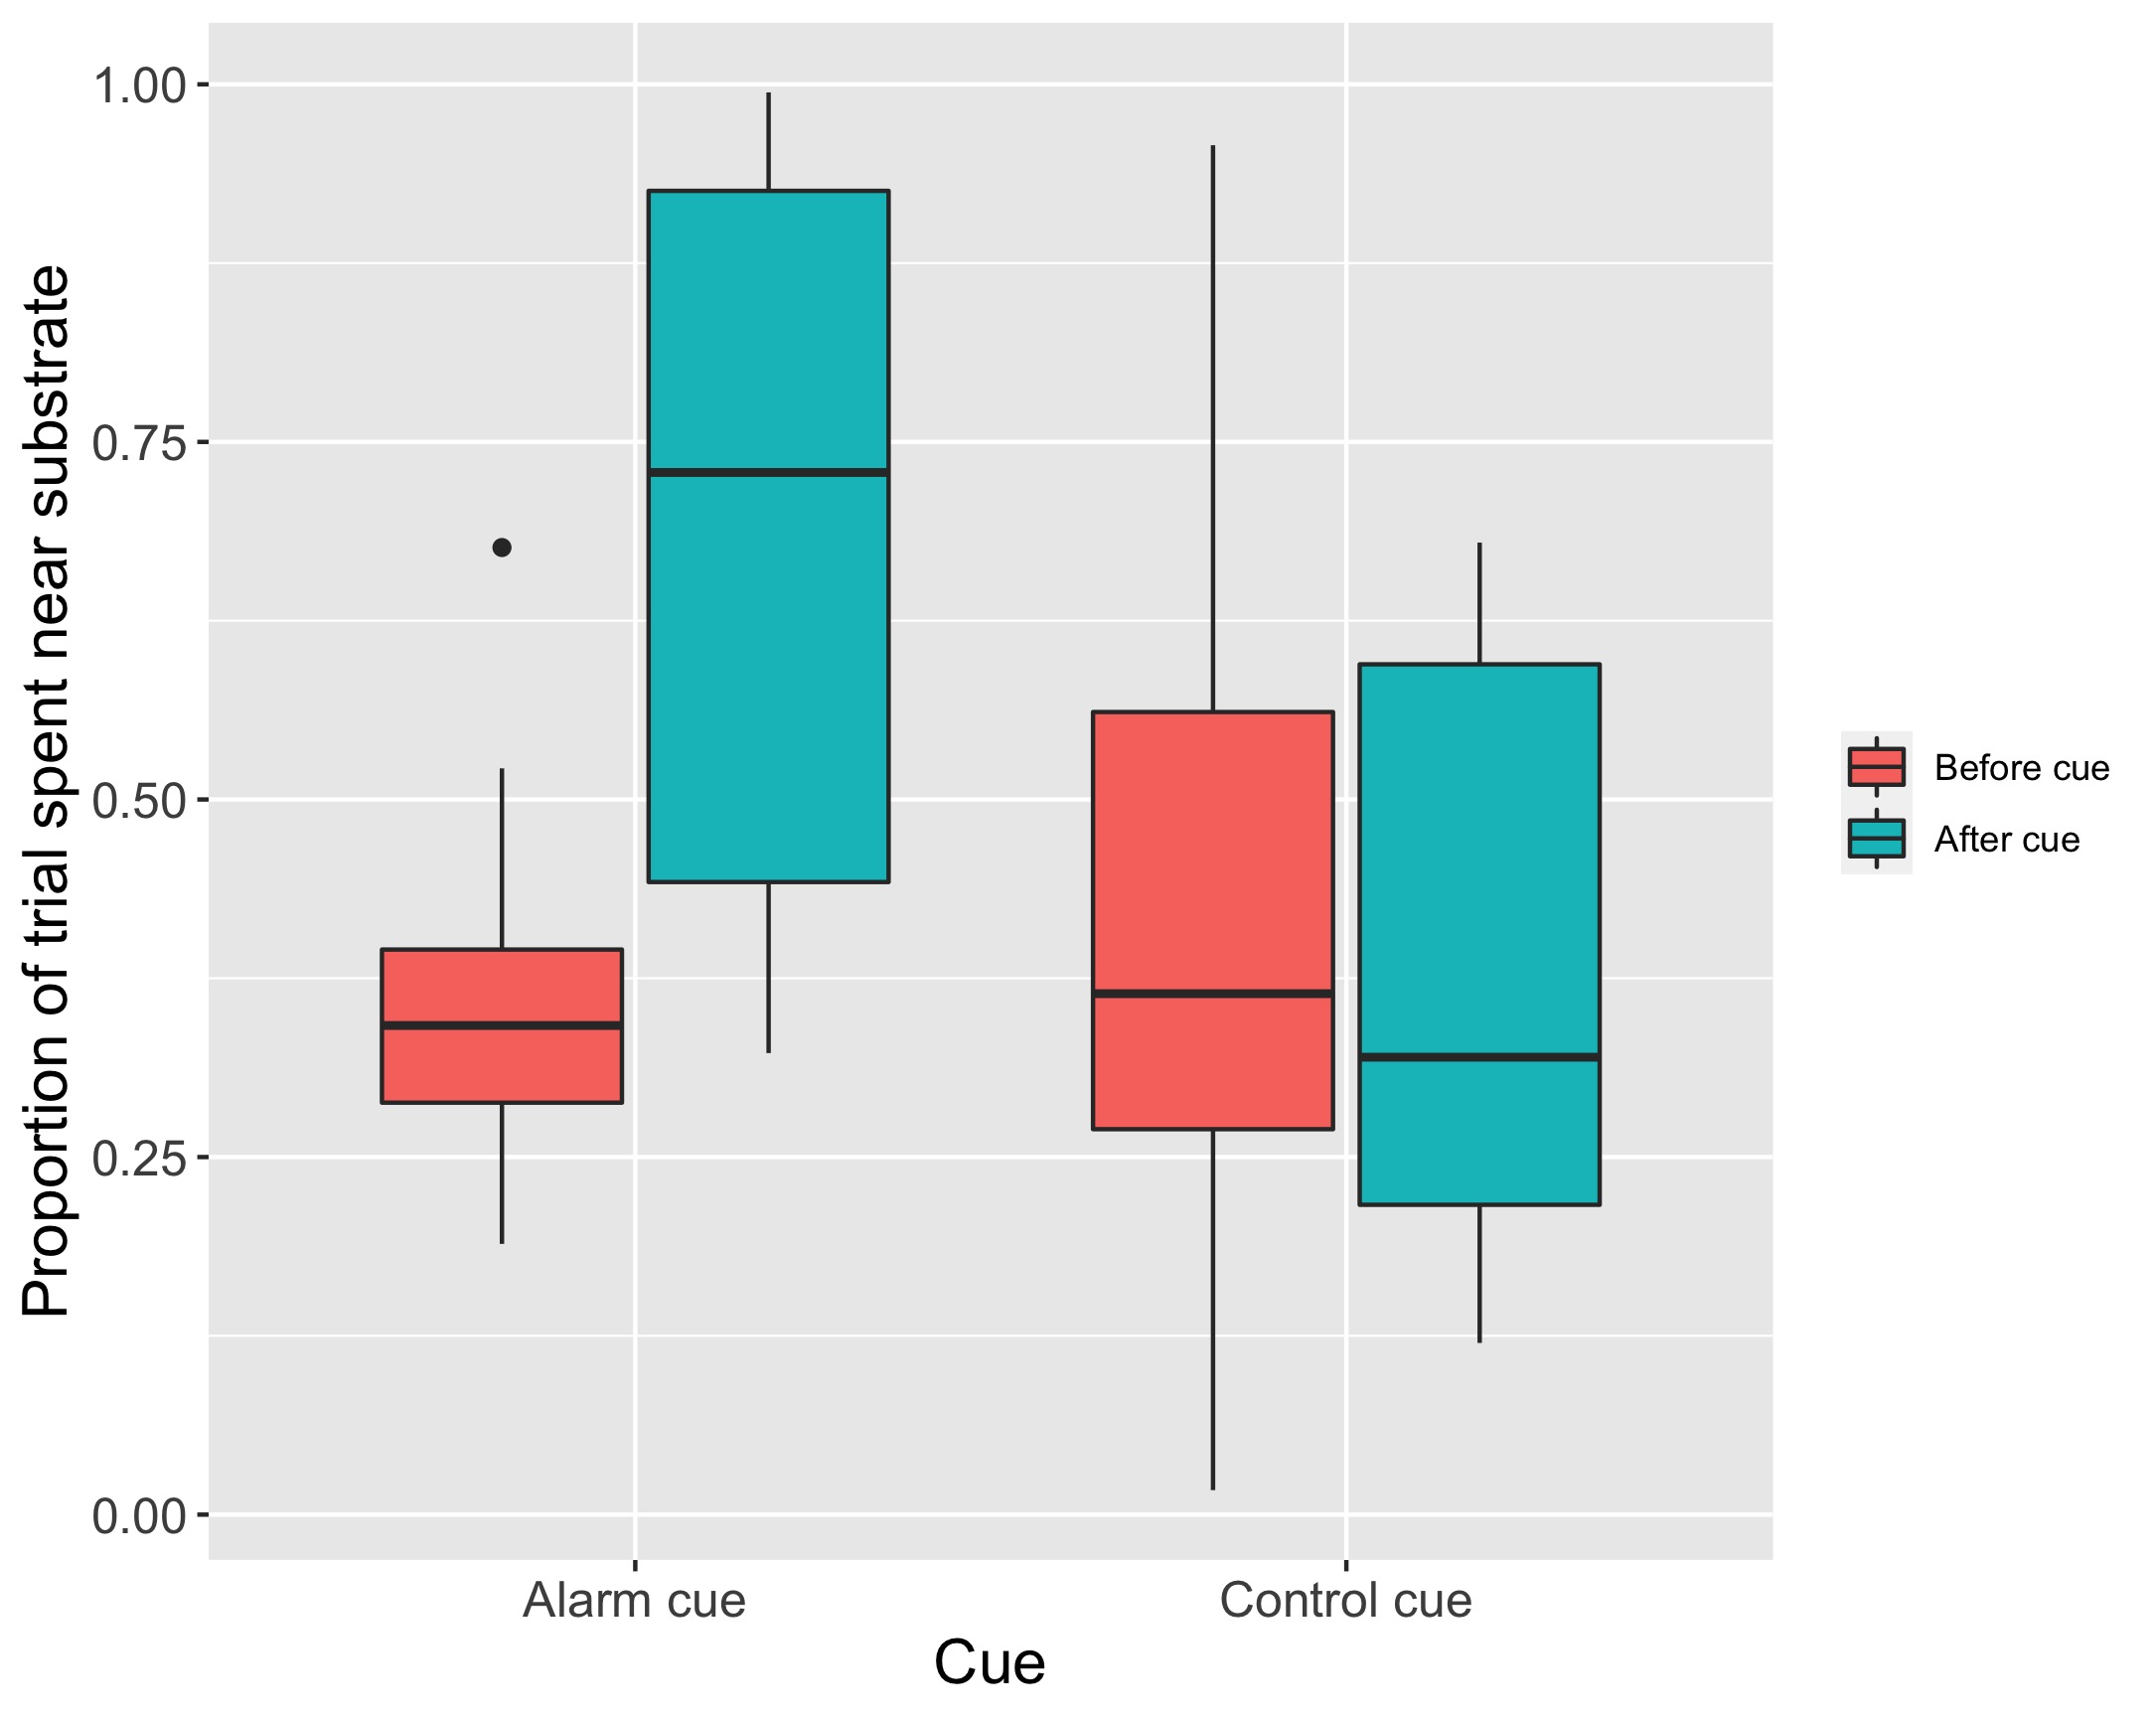 Proportion of trial spent near substrate
1.00
0.75
0.50
0.25
0.00
Alarm cue
Control cue
Cue
Before cue
After cue